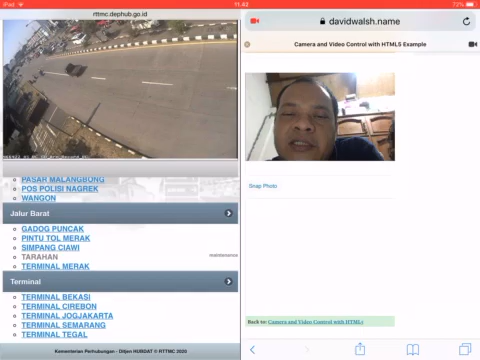 iPad
11.42
72%
rttmc.dephub.go.id
davidwalsh.name
Camera and Video Control with HTML5 Example
PASAR MALANGBONG
POS POLISI NAGREK
WANGON
Jalur Barat
GADOG PUNCAK
PINTU TOL MERAK
SIMPANG CIAWI
TARAHAN
maintenance
TERMINAL MERAK
Terminal
TERMINAL BEKASI
TERMINAL CIREBON
TERMINAL JOGJAKARTA
TERMINAL SEMARANG
TERMINAL TEGAL
Kementerian Perhubungan - Ditjen HUBDAT © RTTMC 2020
Snap Photo
Back to: Camera and Video Control with HTML5